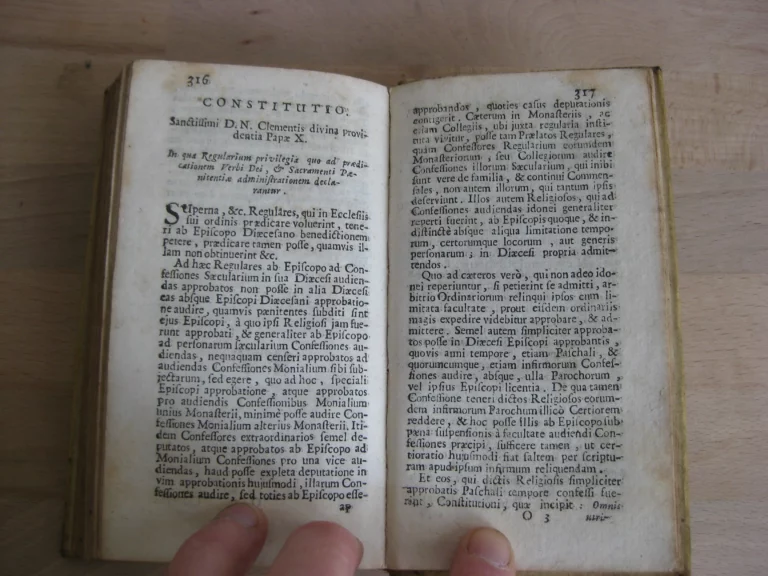 316
CONSTITUTIO.
Sanctissimi D. N. Clementis divina provi-
dentia Papæ X.
In qua Regularium privilegia quo ad prædi-
cationem Verbi Dei, & Sacramenti Pœ-
nitentiæ administrationem decla-
rantur.
SUperna, &c. Regulares, qui in Ecclesiis
sui ordinis prædicare voluerint, tene-
ri ab Episcopo Diæcesano benedictionem
petere, prædicare tamen posse, quamvis il-
lam non obtinuerint &c.
Ad hæc Regulares ab Episcopo ad Con-
fessiones Sæcularium in sua Diæcesi audien-
das approbatos non posse in alia Diæcesi
eas absque Episcopi Diæcesani approbatio-
ne audire, quamvis pænitentes subditi sint
ejus Episcopi, à quo ipsi Religiosi jam fue-
runt approbati, & generaliter ab Episcopo
ad personarum sæcularium Confessiones au-
diendas, nequaquam censeri approbatos ad
audiendas Confessiones Monialium sibi sub-
jectarum, sed egere, quo ad hoc, speciali
Episcopi approbatione, atque approbatos
pro audiendis Confessionibus Monialium
unius Monasterii, minimè posse audire Con-
fessiones Monialium alterius Monasterii. Iti-
dem Confessores extraordinarios semel de-
putatos, atque approbatos ab Episcopo ad
Monialium Confessiones pro una vice au-
diendas, haud posse expleta deputatione in
vim approbationis hujusmodi, illarum Con-
fessiones audire, sed toties ab Episcopo esse
ap
317
approbandos, quoties casus deputationis
contigerit. Cæterum in Monasteriis, ac
etiam Collegiis, ubi juxta regularia insti-
tuta vivitur, posse tam Prælatos Regulares,
quam Confessores Regularium eorumdem
Monasteriorum, seu Collegiorum audire
Confessiones illorum Sæcularium, qui inibi
sunt vere de familia, & continui Commen-
sales, non autem illorum, qui tantum ipsis
deserviunt. Illos autem Religiosos, qui ad
Confessiones audiendas idonei generaliter
reperti fuerint, ab Episcopis quoque, & in-
distinctè absque aliqua limitatione tempo-
rum, certorumque locorum, aut generis
personarum; in Diæcesi propria admit-
tendos.
Quo ad cæteros verò, qui non adeo ido-
nei reperiuntur, si petierint se admitti, ar-
bitrio Ordinariorum relinqui ipsos cum li-
mitata facultate, prout eisdem ordinariis
magis expedire videbitur approbare, & ad-
mittere. Semel autem simpliciter approba-
tos posse in Diæcesi Episcopi approbantis,
quovis anni tempore, etiam Paschali, &
quorumcumque, etiam infirmorum Confes-
siones audire, absque, ulla Parochorum,
vel ipsius Episcopi licentia. De qua tamen
Confessione teneri dictos Religiosos eorum-
dem infirmorum Parochum illicò Certiorem
reddere, & hoc posse illis ab Episcopo sub
pæna suspensionis à facultate audiendi Con-
fessiones præcipi, sufficere tamen, ut cer-
tioratio hujusmodi fiat saltem per scriptu-
ram apud ipsum infirmum reliquendam.
Et eos, qui dictis Religiosis simpliciter
approbatis Paschali tempore confessi fue-
rint, Constitutioni, quæ incipit: Omnis
O 3